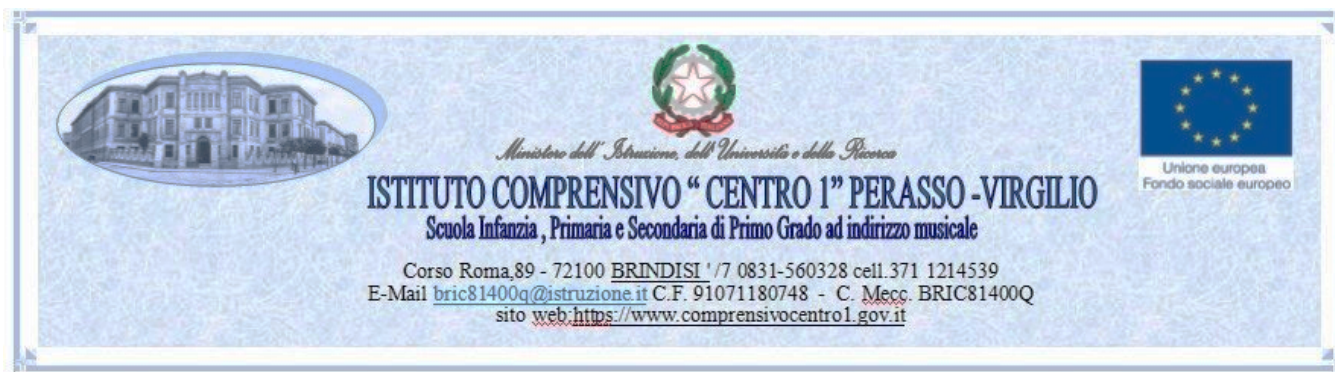 Ministero dell' Istruzione, dell' Università e della Ricerca
ISTITUTO COMPRENSIVO “ CENTRO 1” PERASSO -VIRGILIO
Scuola Infanzia , Primaria e Secondaria di Primo Grado ad indirizzo musicale
Corso Roma,89 - 72100 BRINDISI '/7 0831-560328 cell.371 1214539
E-Mail bric81400q@istruzione.it C.F. 91071180748 - C. Mecc. BRIC81400Q
sito web:https://www.comprensivocentro1.gov.it
Unione europea
Fondo sociale europeo